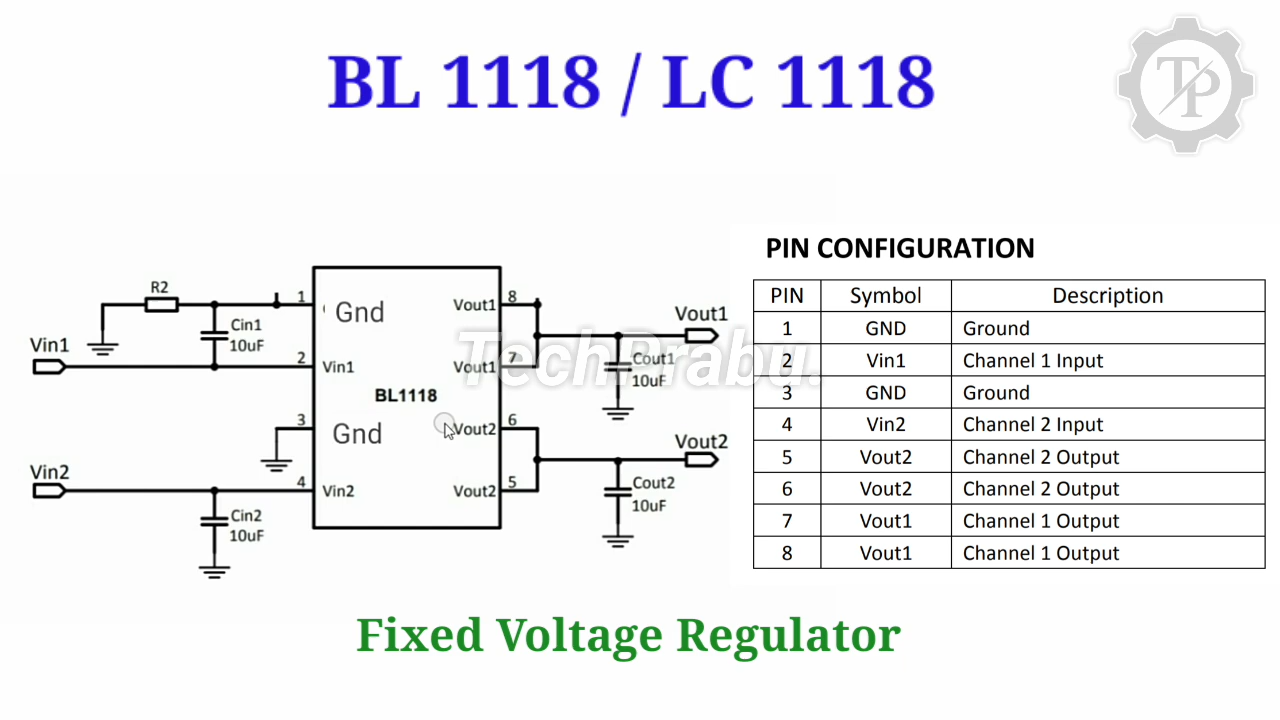 BL 1118 / LC 1118
TP
PIN CONFIGURATION
PIN Symbol Description
1 GND Ground
2 Vin1 Channel 1 Input
3 GND Ground
4 Vin2 Channel 2 Input
5 Vout2 Channel 2 Output
6 Vout2 Channel 2 Output
7 Vout1 Channel 1 Output
8 Vout1 Channel 1 Output
R2
1
Gnd
Vout1
8
Vout1
Cin1
10uF
Vin1
2
Vin1
Vout1
7
Cout1
10uF
TechPrabu.
BL1118
3
Gnd
Vout2
6
Vout2
Vin2
4
Vin2
Vout2
5
Cout2
10uF
Cin2
10uF
Fixed Voltage Regulator